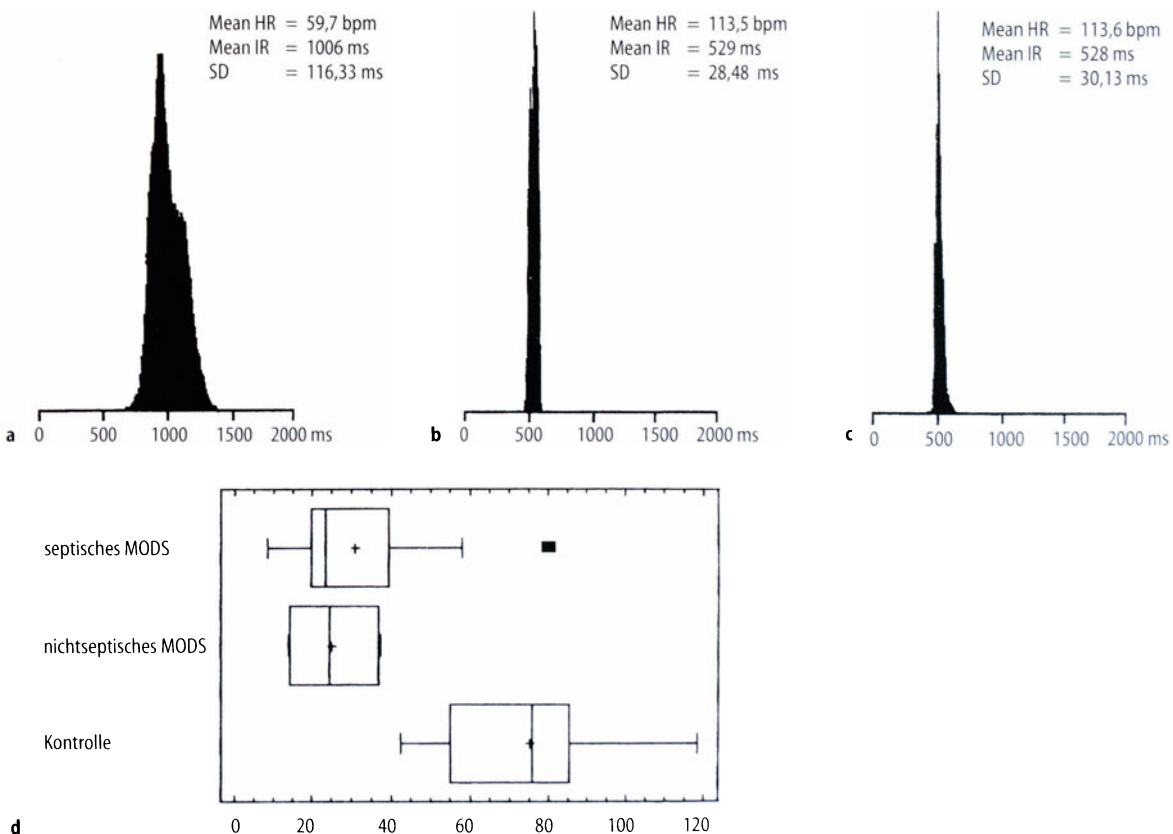 Mean HR = 59,7 bpm
Mean IR = 1006 ms
SD = 116,33 ms
a
0 500 1000 1500 2000 ms
Mean HR = 113,5 bpm
Mean IR = 529 ms
SD = 28,48 ms
b
0 500 1000 1500 2000 ms
Mean HR = 113,6 bpm
Mean IR = 528 ms
SD = 30,13 ms
c
0 500 1000 1500 2000 ms
septisches MODS
nichtseptisches MODS
Kontrolle
d
0 20 40 60 80 100 120